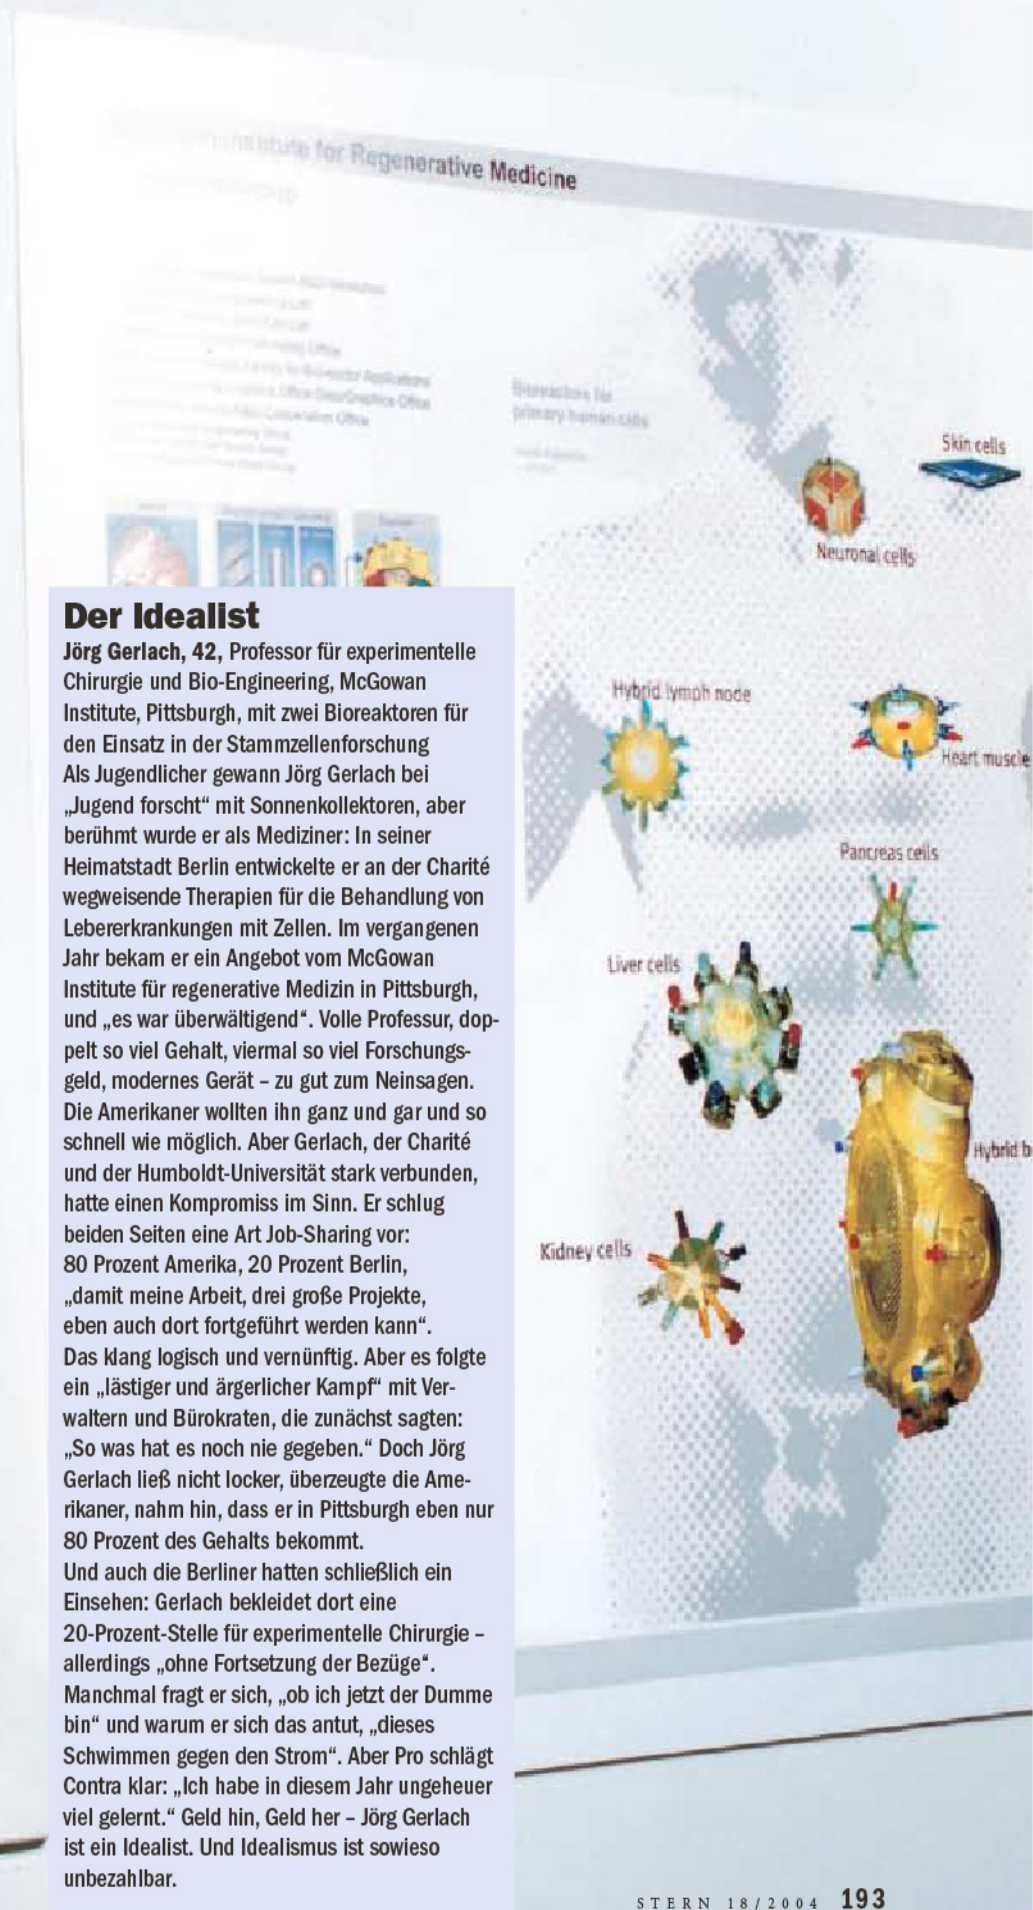 Institute for Regenerative Medicine
Bioreactors for
primary human cells
Skin cells
Neuronal cells
Hybrid lymph node
Heart muscle
Pancreas cells
Liver cells
Hybrid b
Kidney cells
Der Idealist
Jörg Gerlach, 42, Professor für experimentelle
Chirurgie und Bio-Engineering, McGowan
Institute, Pittsburgh, mit zwei Bioreaktoren für
den Einsatz in der Stammzellenforschung
Als Jugendlicher gewann Jörg Gerlach bei
„Jugend forscht“ mit Sonnenkollektoren, aber
berühmt wurde er als Mediziner: In seiner
Heimatstadt Berlin entwickelte er an der Charité
wegweisende Therapien für die Behandlung von
Lebererkrankungen mit Zellen. Im vergangenen
Jahr bekam er ein Angebot vom McGowan
Institute für regenerative Medizin in Pittsburgh,
und „es war überwältigend“. Volle Professur, dop-
pelt so viel Gehalt, viermal so viel Forschungs-
geld, modernes Gerät – zu gut zum Neinsagen.
Die Amerikaner wollten ihn ganz und gar und so
schnell wie möglich. Aber Gerlach, der Charité
und der Humboldt-Universität stark verbunden,
hatte einen Kompromiss im Sinn. Er schlug
beiden Seiten eine Art Job-Sharing vor:
80 Prozent Amerika, 20 Prozent Berlin,
„damit meine Arbeit, drei große Projekte,
eben auch dort fortgeführt werden kann“.
Das klang logisch und vernünftig. Aber es folgte
ein „lästiger und ärgerlicher Kampf“ mit Ver-
waltern und Bürokraten, die zunächst sagten:
„So was hat es noch nie gegeben.“ Doch Jörg
Gerlach ließ nicht locker, überzeugte die Ame-
rikaner, nahm hin, dass er in Pittsburgh eben nur
80 Prozent des Gehalts bekommt.
Und auch die Berliner hatten schließlich ein
Einsehen: Gerlach bekleidet dort eine
20-Prozent-Stelle für experimentelle Chirurgie –
allerdings „ohne Fortsetzung der Bezüge“.
Manchmal fragt er sich, „ob ich jetzt der Dumme
bin“ und warum er sich das antut, „dieses
Schwimmen gegen den Strom“. Aber Pro schlägt
Contra klar: „Ich habe in diesem Jahr ungeheuer
viel gelernt.“ Geld hin, Geld her – Jörg Gerlach
ist ein Idealist. Und Idealismus ist sowieso
unbezahlbar.
STERN 18/2004 193